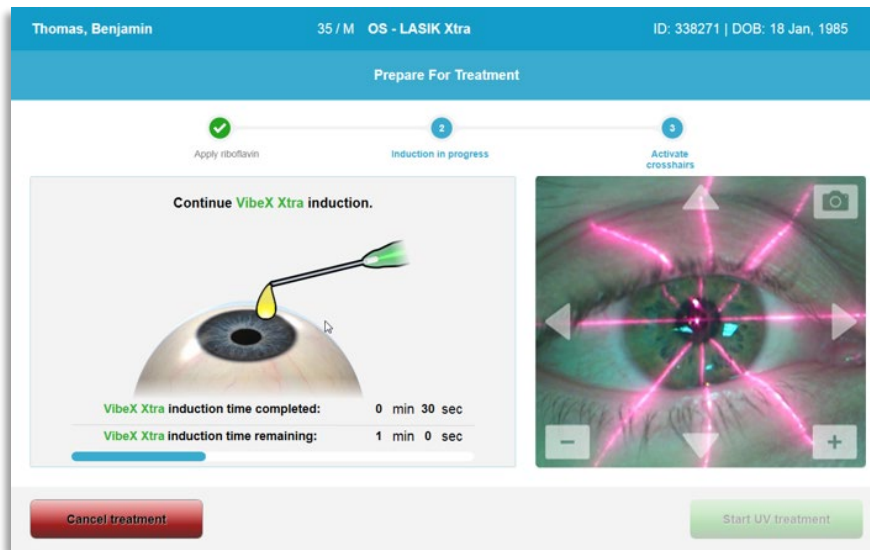 Thomas, Benjamin 35 / M OS - LASIK Xtra ID: 338271 | DOB: 18 Jan, 1985
Prepare For Treatment
2 3
Apply riboflavin Induction in progress Activate
crosshairs
Continue VibeX Xtra induction.
VibeX Xtra induction time completed: 0 min 30 sec
VibeX Xtra induction time remaining: 1 min 0 sec
Cancel treatment Start UV treatment